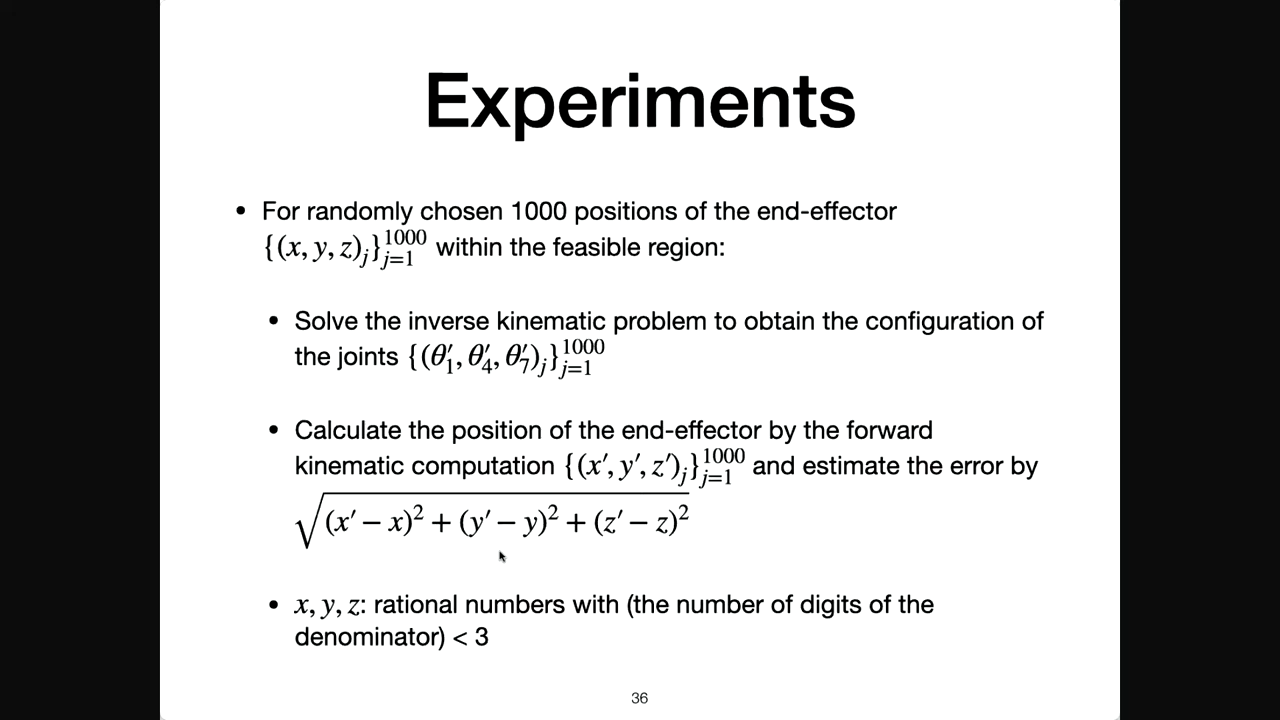 Experiments
• For randomly chosen 1000 positions of the end-effector
{(x, y, z)_j}_{j=1}^{1000} within the feasible region:
• Solve the inverse kinematic problem to obtain the configuration of
the joints {(θ′_1, θ′_4, θ′_7)_j}_{j=1}^{1000}
• Calculate the position of the end-effector by the forward
kinematic computation {(x′, y′, z′)_j}_{j=1}^{1000} and estimate the error by
√((x′ − x)² + (y′ − y)² + (z′ − z)²)
• x, y, z: rational numbers with (the number of digits of the
denominator) < 3
36